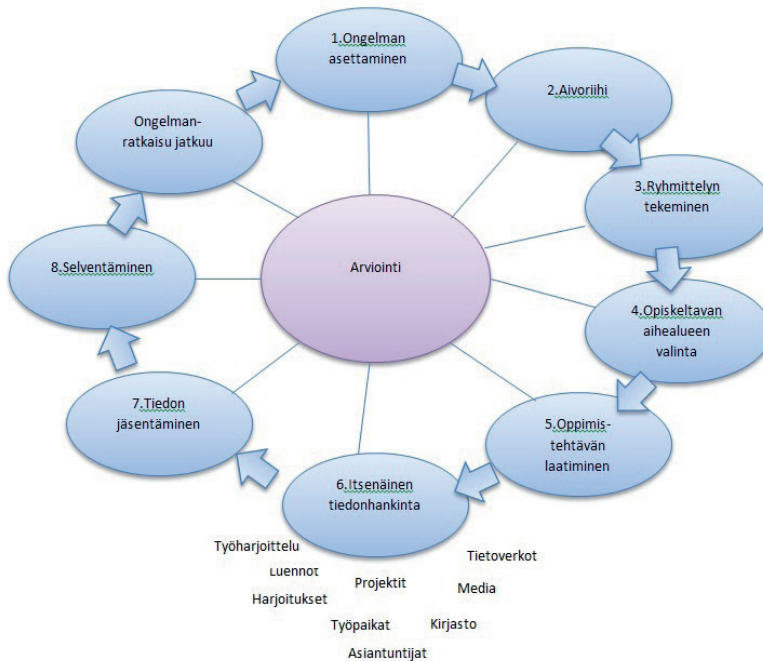 1.Ongelman
asettaminen
2.Aivoriihi
3.Ryhmittelyn
tekeminen
4.Opiskeltavan
aihealueen
valinta
5.Oppimis-
tehtävän
laatiminen
6.Itsenäinen
tiedonhankinta
7.Tiedon
jäsentäminen
8.Selventäminen
Ongelman-
ratkaisu jatkuu
Arviointi
Työharjoittelu
Tietoverkot
Luennot
Projektit
Media
Harjoitukset
Työpaikat
Kirjasto
Asiantuntijat